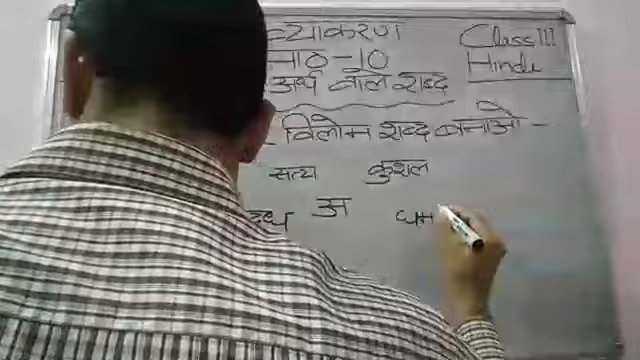 व्याकरण
Class III
पाठ-10
Hindi
अर्थ वाले शब्द
विलोम शब्द बनाओ -
सत्य कुशल
अ